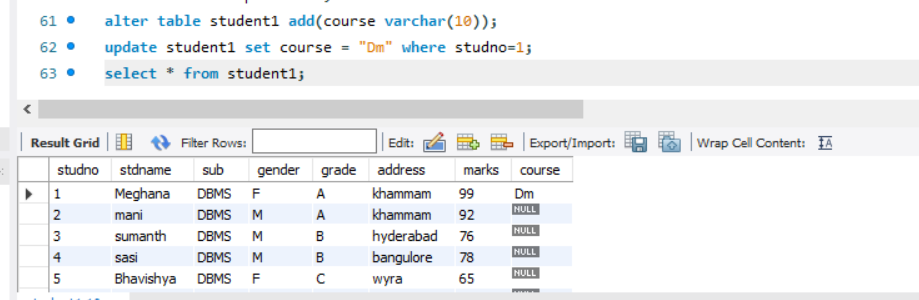 61 alter table student1 add(course varchar(10));
62 update student1 set course = "Dm" where studno=1;
63 select * from student1;
Result Grid Filter Rows: Edit: Export/Import: Wrap Cell Content:
studno stdname sub gender grade address marks course
1 Meghana DBMS F A khammam 99 Dm
2 mani DBMS M A khammam 92 NULL
3 sumanth DBMS M B hyderabad 76 NULL
4 sasi DBMS M B bangulore 78 NULL
5 Bhavishya DBMS F C wyra 65 NULL